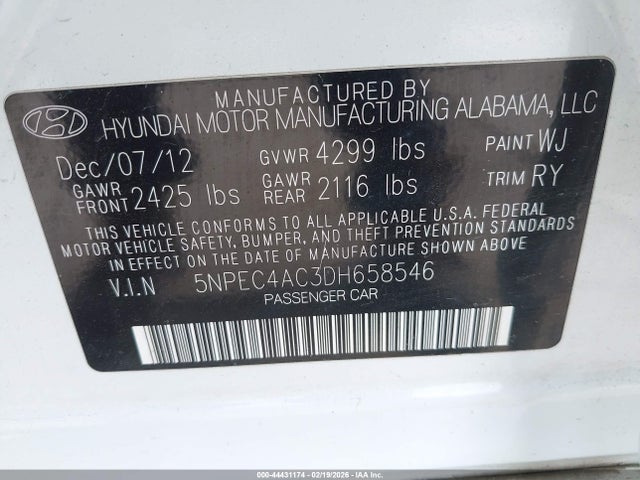 MANUFACTURED BY
HYUNDAI MOTOR MANUFACTURING ALABAMA, LLC
Dec/07/12 GVWR 4299 lbs PAINT WJ
GAWR FRONT 2425 lbs GAWR REAR 2116 lbs TRIM RY
THIS VEHICLE CONFORMS TO ALL APPLICABLE U.S.A. FEDERAL
MOTOR VEHICLE SAFETY, BUMPER, AND THEFT PREVENTION STANDARDS
IN EFFECT ON THE DATE OF MANUFACTURE SHOWN ABOVE.
V.I.N 5NPEC4AC3DH658546
PASSENGER CAR
000-44431174 | 02/19/2026 - IAAI.COM